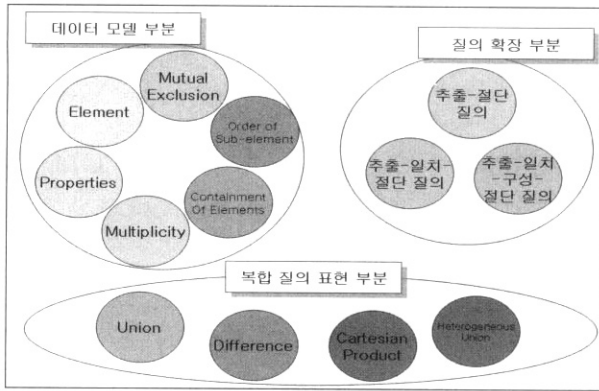 데이터 모델 부분
Mutual
Exclusion
Element
Order of
Sub-element
Properties
Containment
Of Elements
Multiplicity
질의 확장 부분
추출-절단
질의
추출-일치-
절단 질의
추출-일치
-구성-
절단 질의
복합 질의 표현 부분
Union
Difference
Cartesian
Product
Heterogeneous
Union